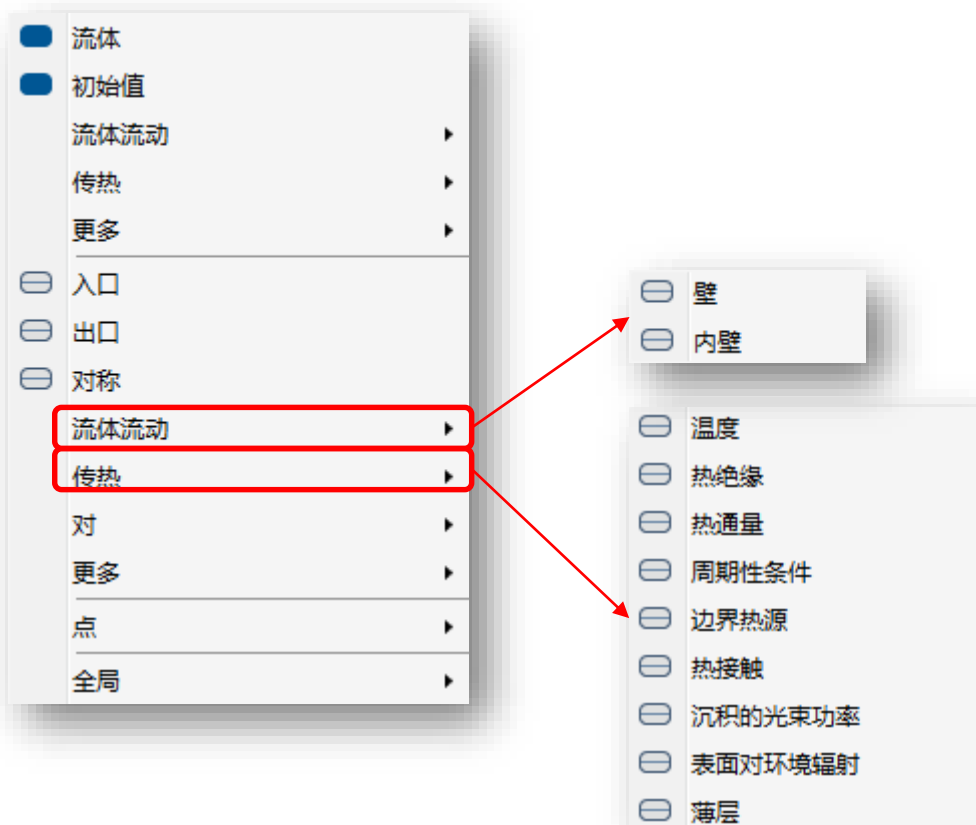 流体
初始值
流体流动
传热
更多
入口
出口
对称
流体流动
传热
对
更多
点
全局
壁
内壁
温度
热绝缘
热通量
周期性条件
边界热源
热接触
沉积的光束功率
表面对环境辐射
薄层